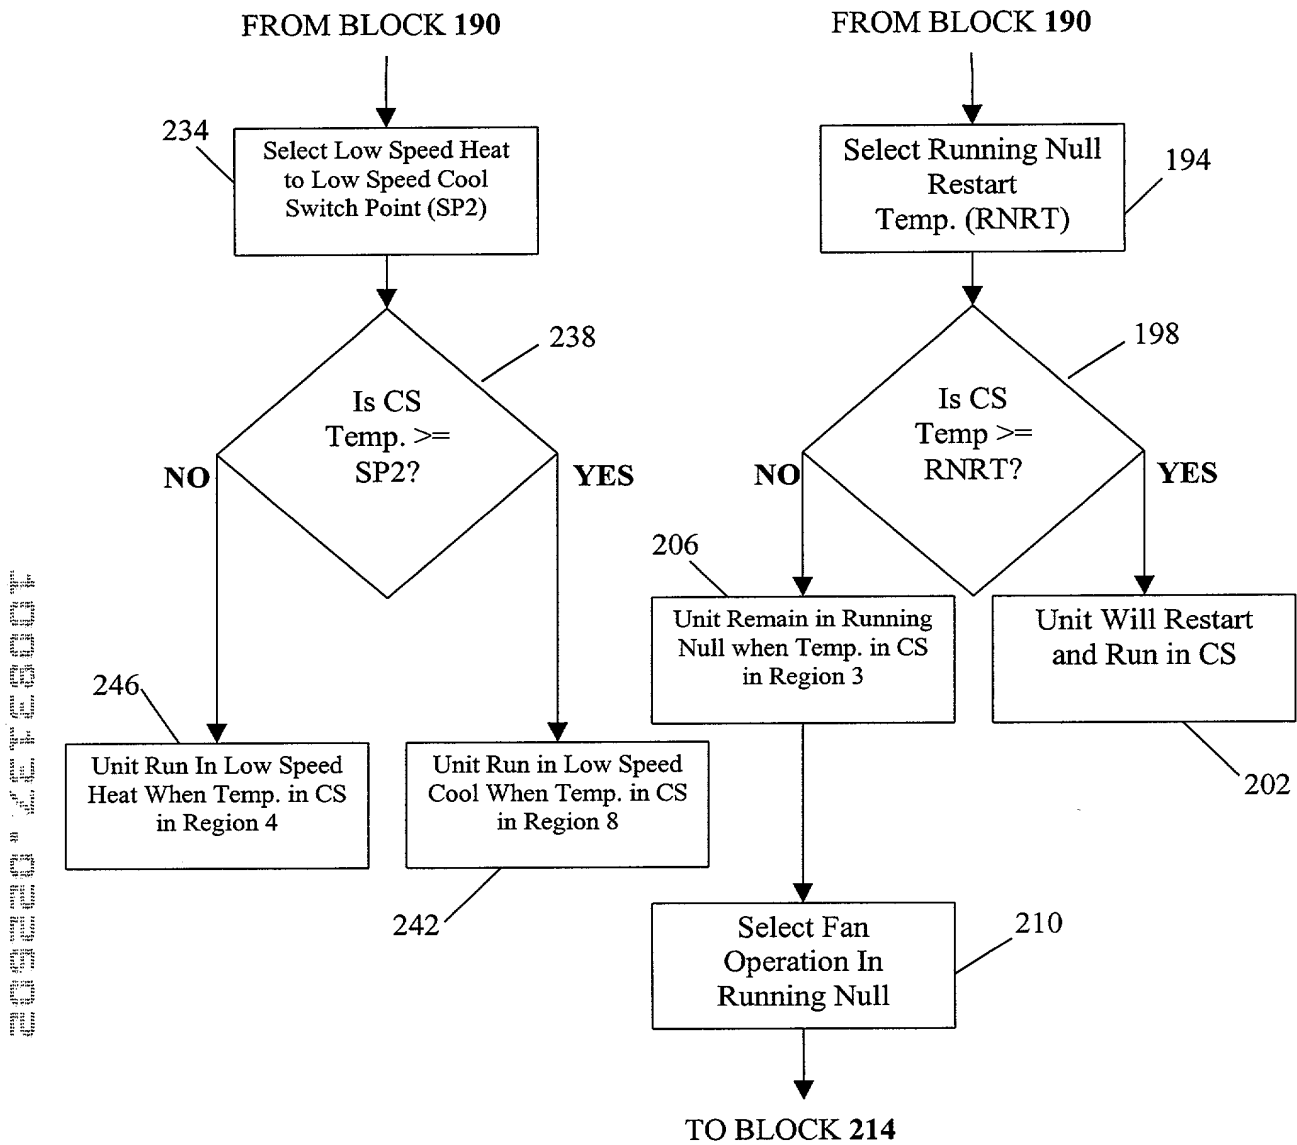 FROM BLOCK 190
234
Select Low Speed Heat
to Low Speed Cool
Switch Point (SP2)
238
Is CS
Temp. >=
SP2?
NO
YES
246
Unit Run In Low Speed
Heat When Temp. in CS
in Region 4
Unit Run in Low Speed
Cool When Temp. in CS
in Region 8
242
FROM BLOCK 190
Select Running Null
Restart
Temp. (RNRT)
194
198
Is CS
Temp >=
RNRT?
NO
YES
206
Unit Remain in Running
Null when Temp. in CS
in Region 3
Unit Will Restart
and Run in CS
202
Select Fan
Operation In
Running Null
210
TO BLOCK 214